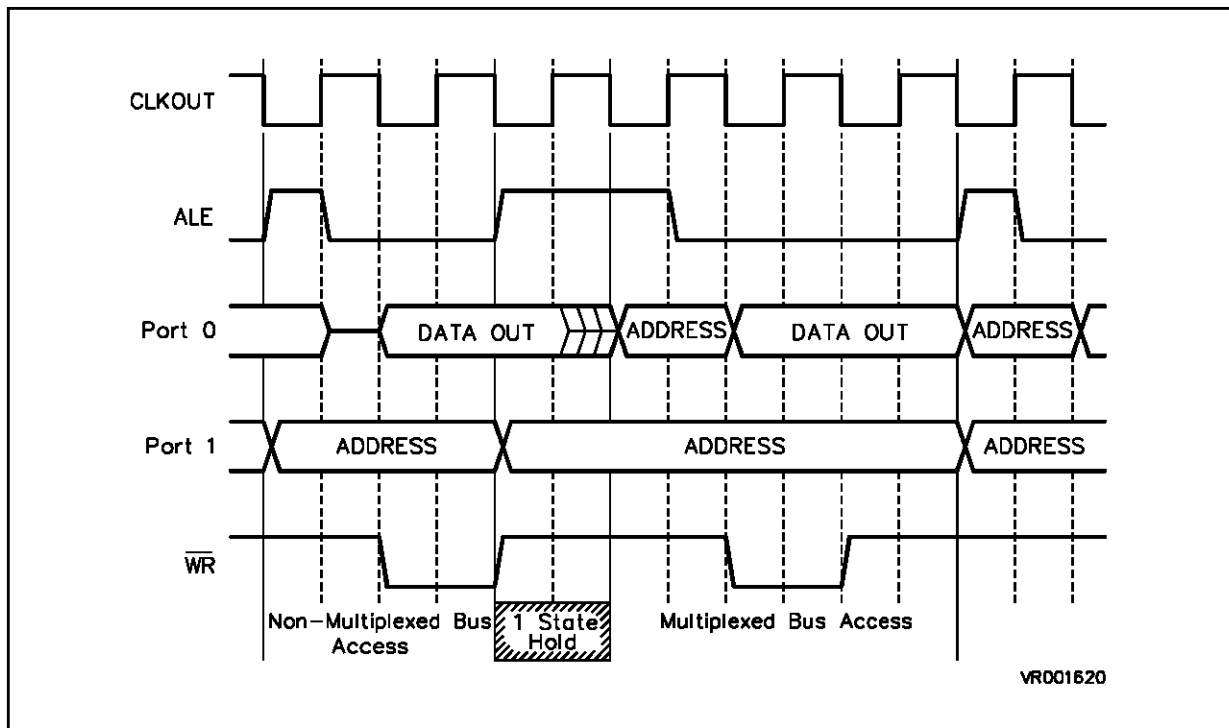 CLKOUT
ALE
Port 0
DATA OUT
ADDRESS
DATA OUT
ADDRESS
Port 1
ADDRESS
ADDRESS
ADDRESS
WR
Non-Multiplexed Bus
Access
1 State
Hold
Multiplexed Bus Access
VR001620